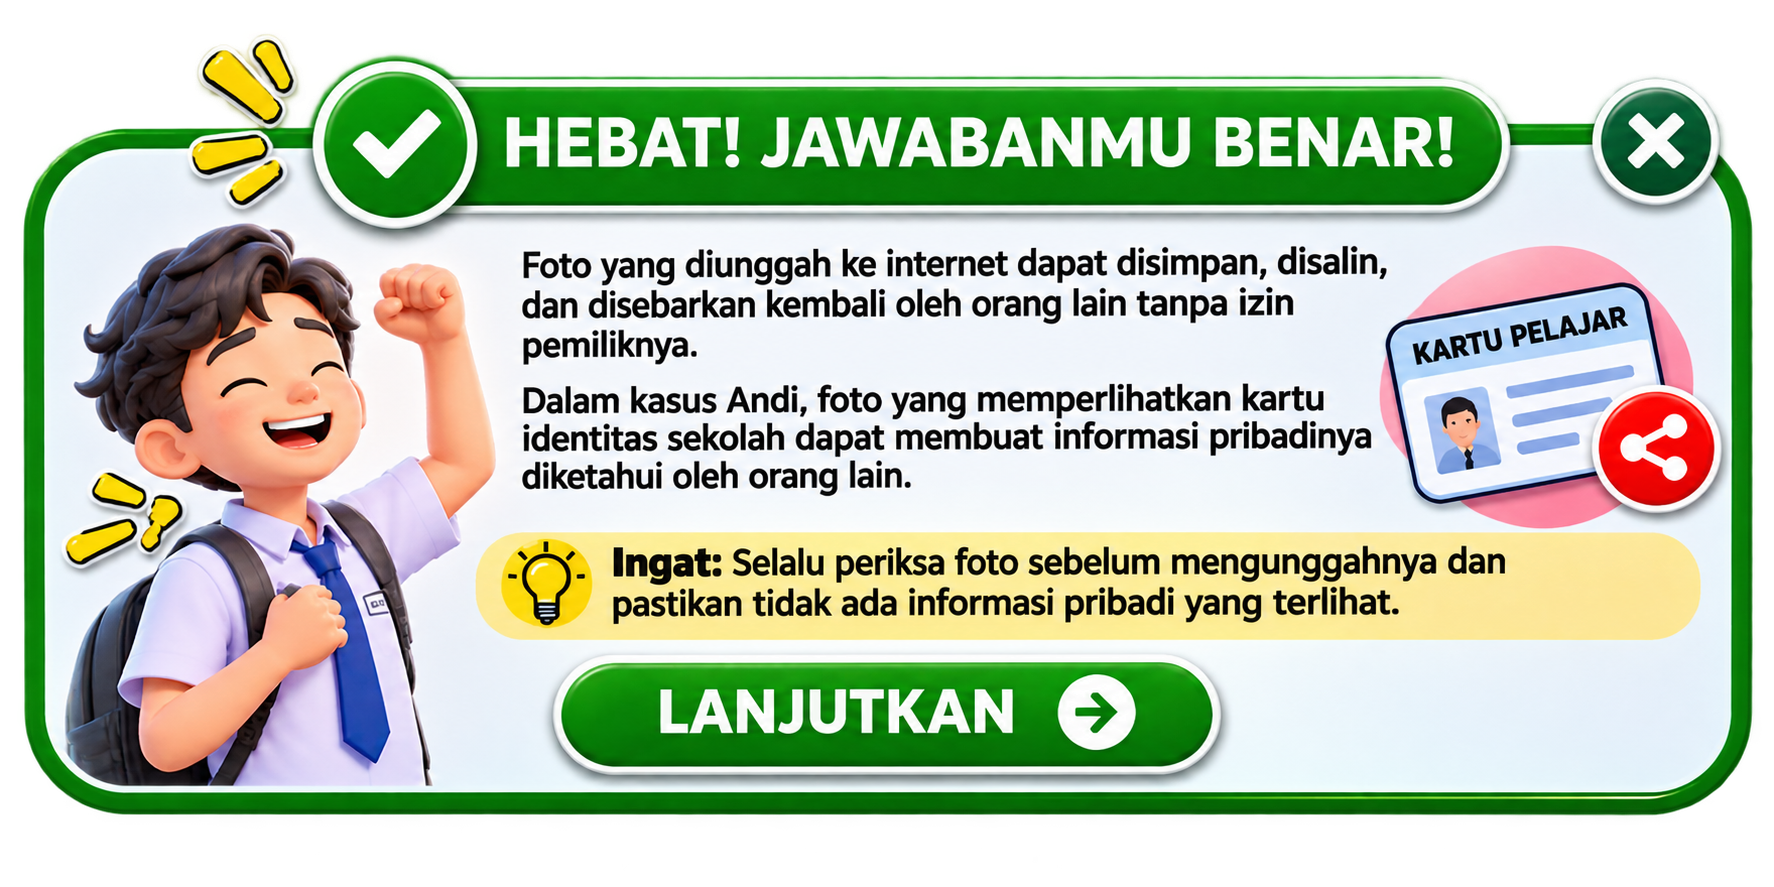 HEBAT! JAWABANMU BENAR!
Foto yang diunggah ke internet dapat disimpan, disalin,
dan disebarkan kembali oleh orang lain tanpa izin
pemiliknya.
Dalam kasus Andi, foto yang memperlihatkan kartu
identitas sekolah dapat membuat informasi pribadinya
diketahui oleh orang lain.
KARTU PELAJAR
Ingat: Selalu periksa foto sebelum mengunggahnya dan
pastikan tidak ada informasi pribadi yang terlihat.
LANJUTKAN